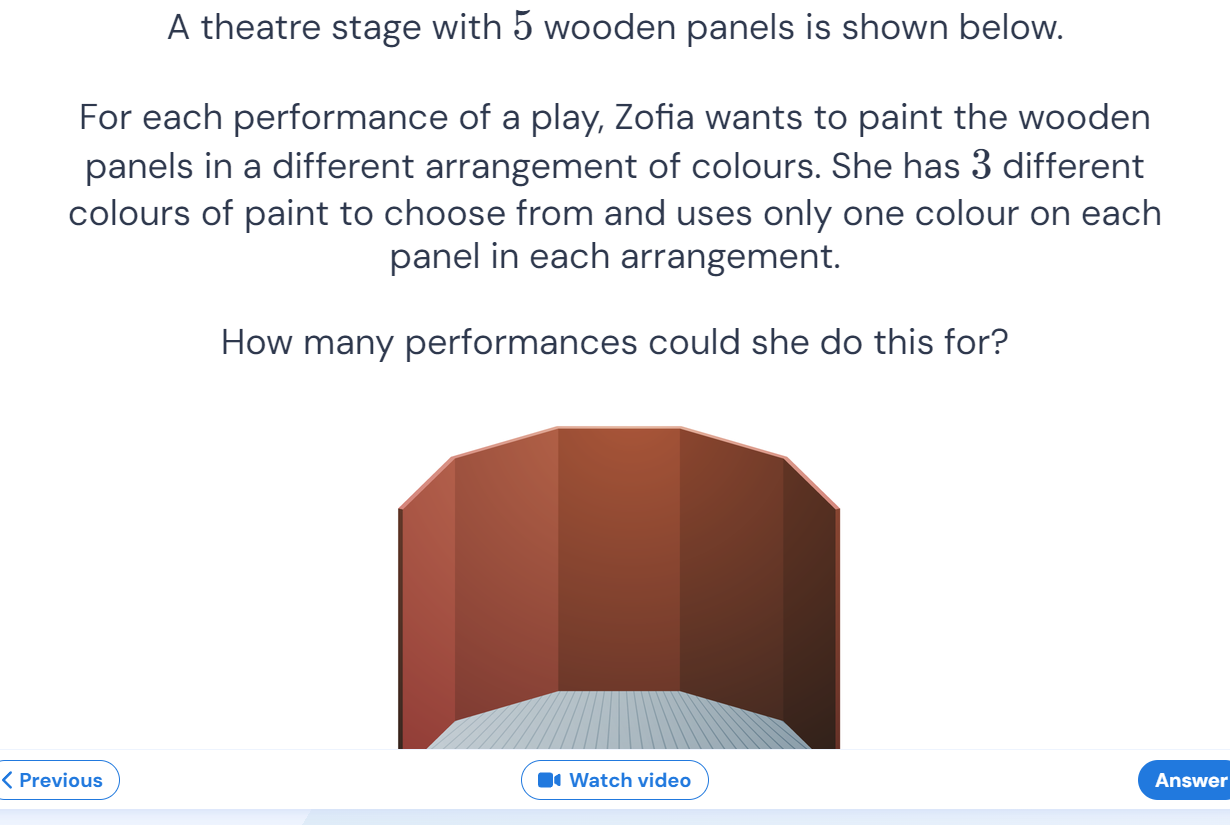 A theatre stage with 5 wooden panels is shown below.
For each performance of a play, Zofia wants to paint the wooden
panels in a different arrangement of colours. She has 3 different
colours of paint to choose from and uses only one colour on each
panel in each arrangement.
How many performances could she do this for?
Previous
Watch video
Answer